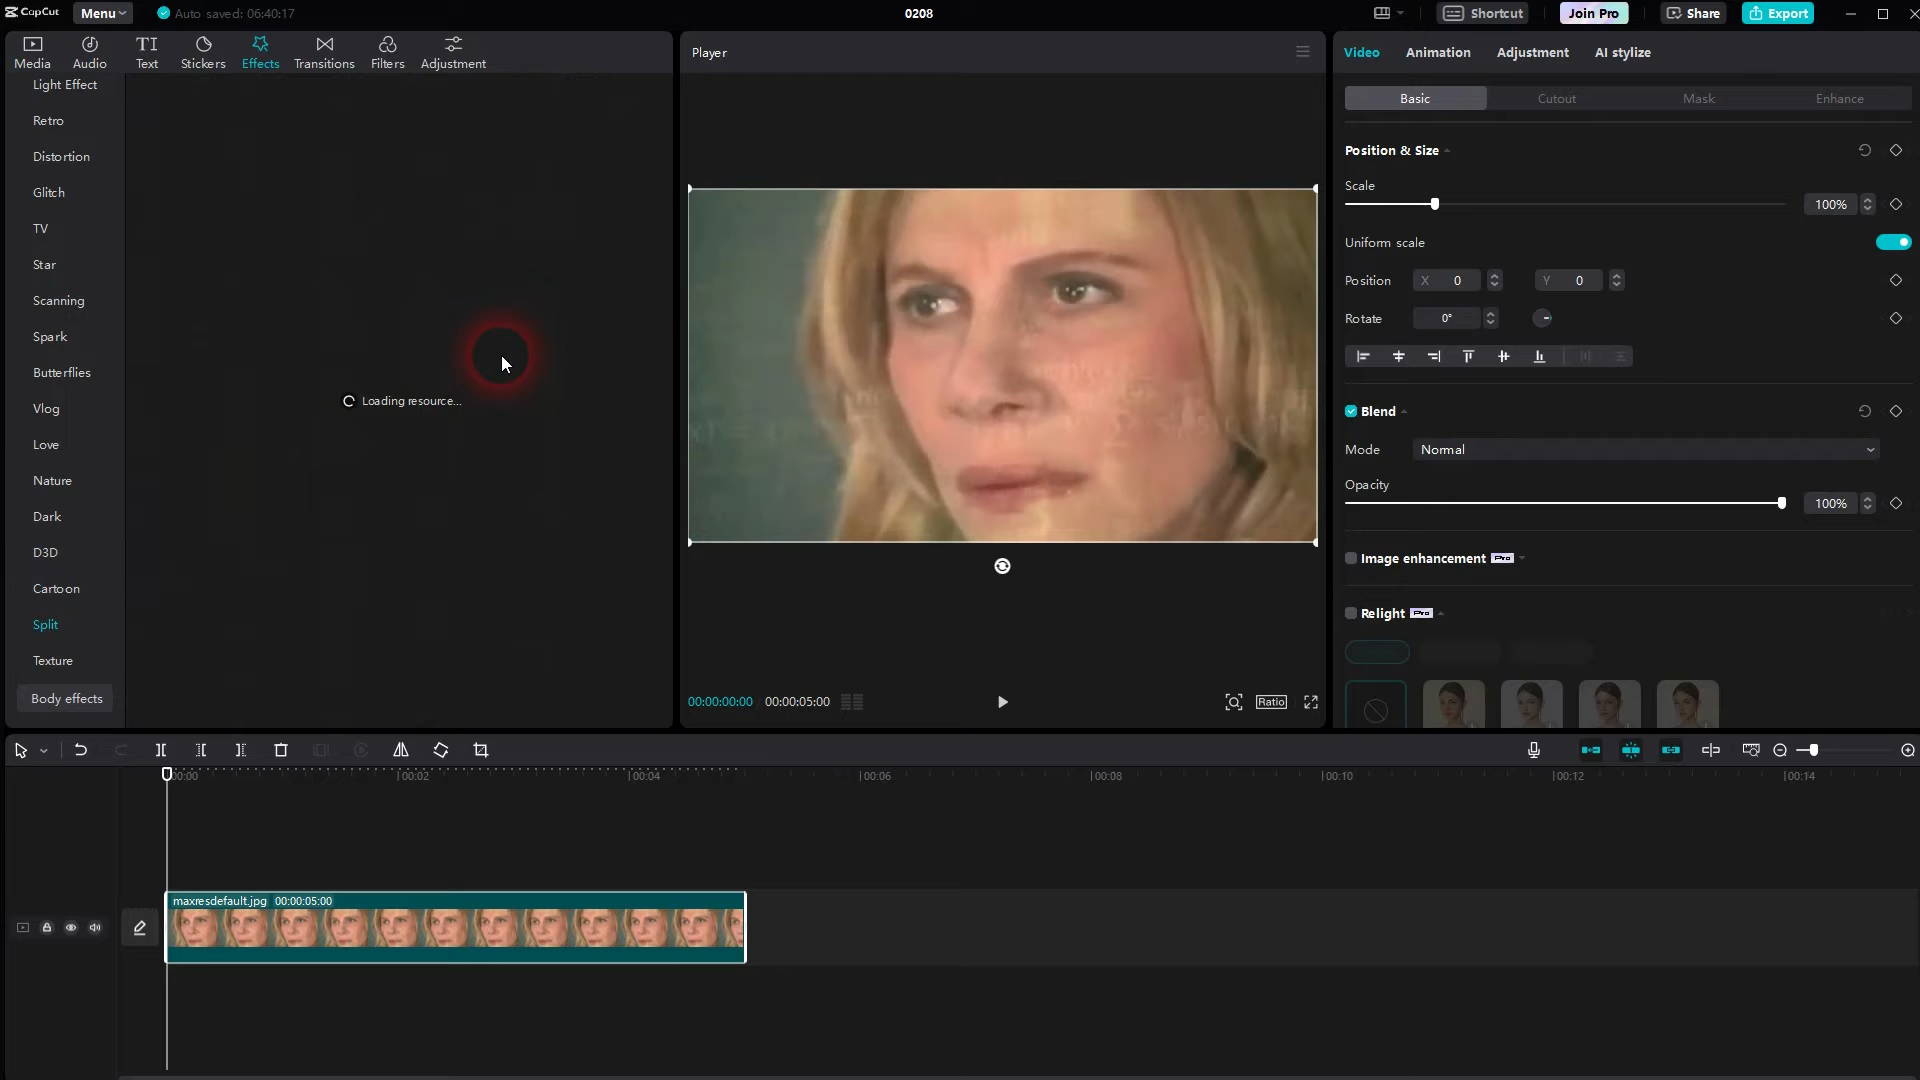 CapCut
Menu
Auto saved: 06:40:17
0208
Shortcut
Join Pro
Share
Export
Media
Audio
Text
Stickers
Effects
Transitions
Filters
Adjustment
Player
Video
Animation
Adjustment
AI stylize
Light Effect
Retro
Distortion
Glitch
TV
Star
Scanning
Spark
Butterflies
Vlog
Love
Nature
Dark
D3D
Cartoon
Split
Texture
Body effects
Loading resource...
00:00:00:00
00:00:05:00
Ratio
Basic
Cutout
Mask
Enhance
Position & Size
Scale
100%
Uniform scale
Position
X 0
Y 0
Rotate
0°
Blend
Mode
Normal
Opacity
100%
Image enhancement Pro
Relight Pro
00:00
00:02
00:04
00:06
00:08
00:10
00:12
00:14
maxresdefault.jpg 00:00:05:00